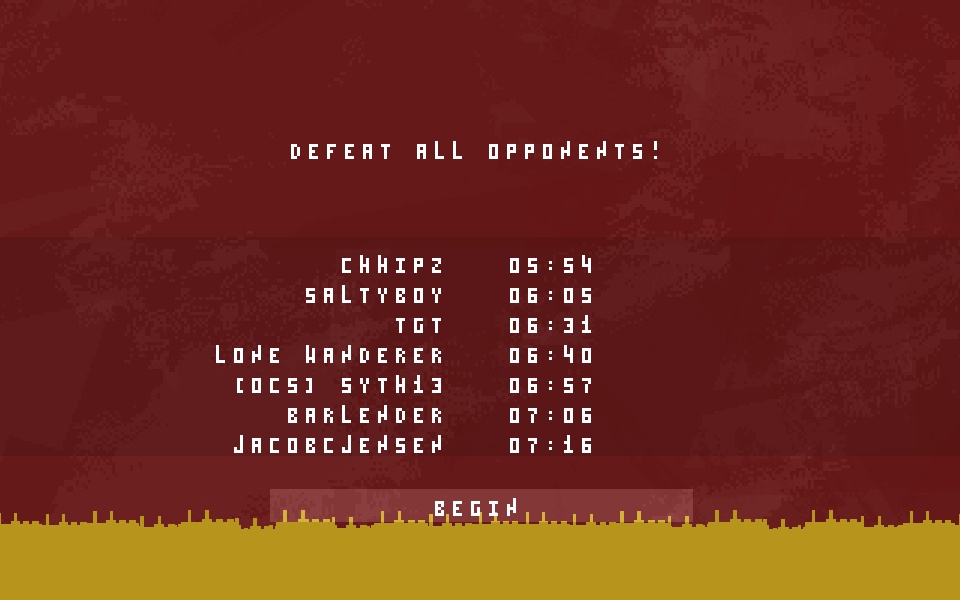 DEFEAT ALL OPPONENTS!
CHHIPZ 05:54
SALTYBOY 06:05
TGT 06:31
LONE WANDERER 06:40
[OCS] SYTH13 06:57
BARLENDER 07:06
JACOBCJENSEN 07:16
BEGIN